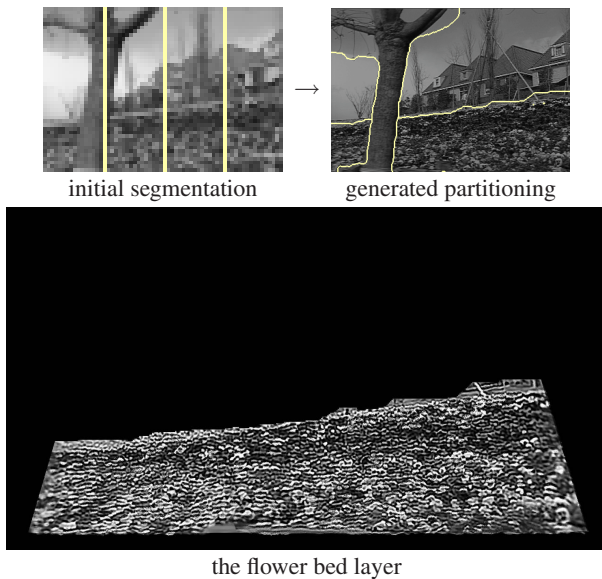 initial segmentation → generated partitioning
the flower bed layer